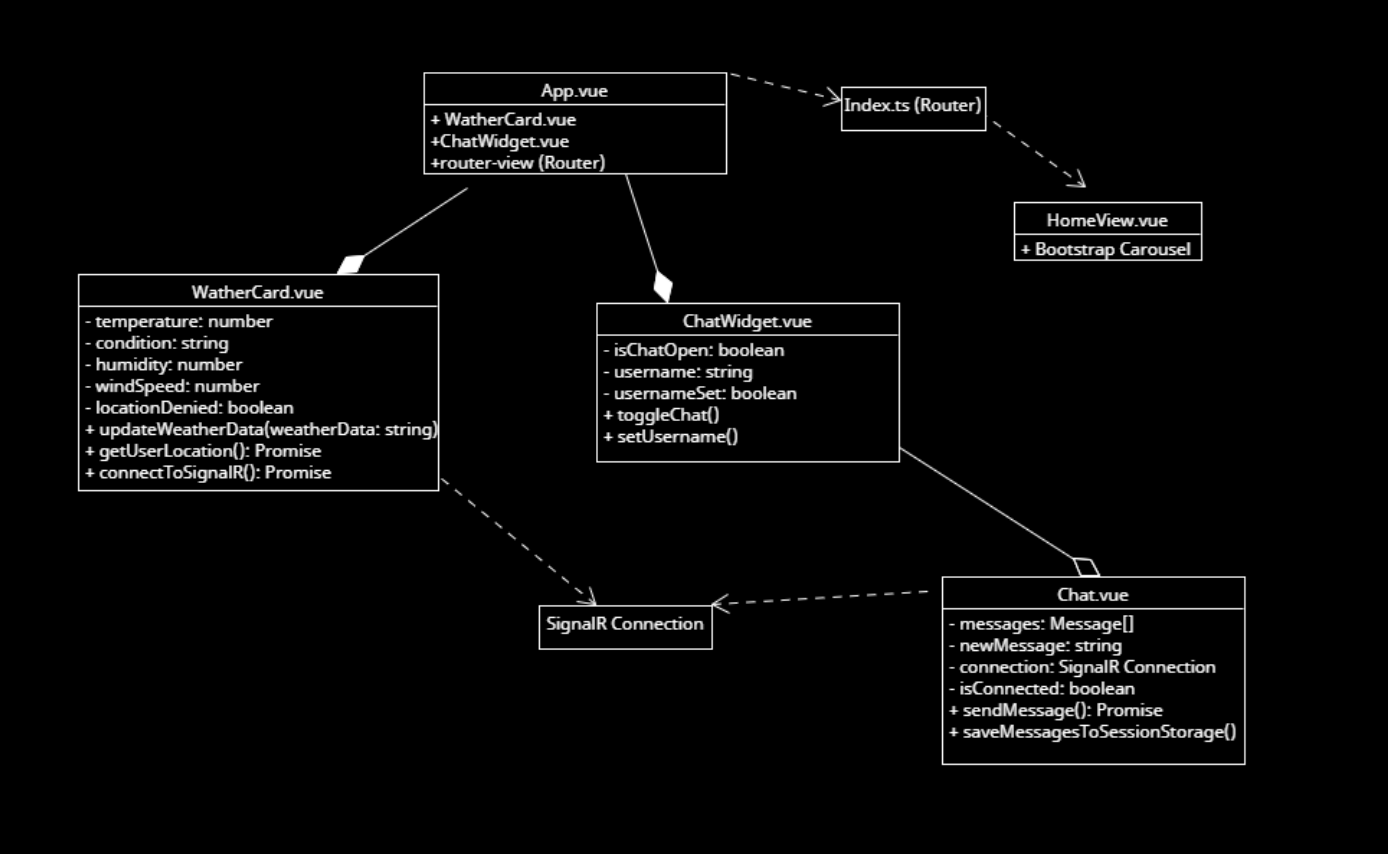 App.vue
+ WatherCard.vue
+ChatWidget.vue
+router-view (Router)
Index.ts (Router)
HomeView.vue
+ Bootstrap Carousel
WatherCard.vue
- temperature: number
- condition: string
- humidity: number
- windSpeed: number
- locationDenied: boolean
+ updateWeatherData(weatherData: string)
+ getUserLocation(): Promise
+ connectToSignalR(): Promise
ChatWidget.vue
- isChatOpen: boolean
- username: string
- usernameSet: boolean
+ toggleChat()
+ setUsername()
SignalR Connection
Chat.vue
- messages: Message[]
- newMessage: string
- connection: SignalR Connection
- isConnected: boolean
+ sendMessage(): Promise
+ saveMessagesToSessionStorage()